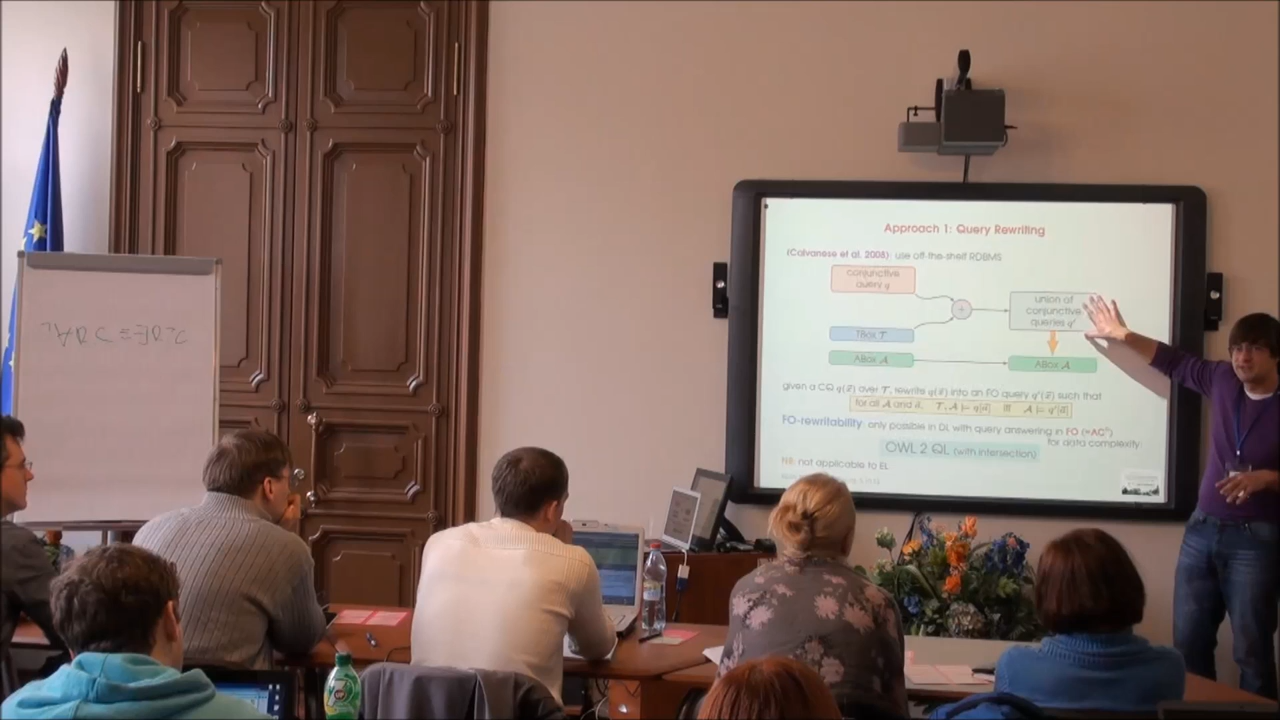 Approach 1: Query Rewriting
(Calvanese et al. 2008): use off-the-shelf RDBMS
conjunctive
query q
union of
conjunctive
queries q'
TBox T
ABox A
ABox A
given a CQ q(x⃗) over T, rewrite q(x⃗) into an FO query q'(x⃗) such that
for all A and a⃗, T, A ⊨ q[a⃗] iff A ⊨ q'[a⃗]
FO-rewritability: only possible in DL with query answering in FO (=AC⁰)
for data complexity:
OWL 2 QL (with intersection)
NB: not applicable to EL